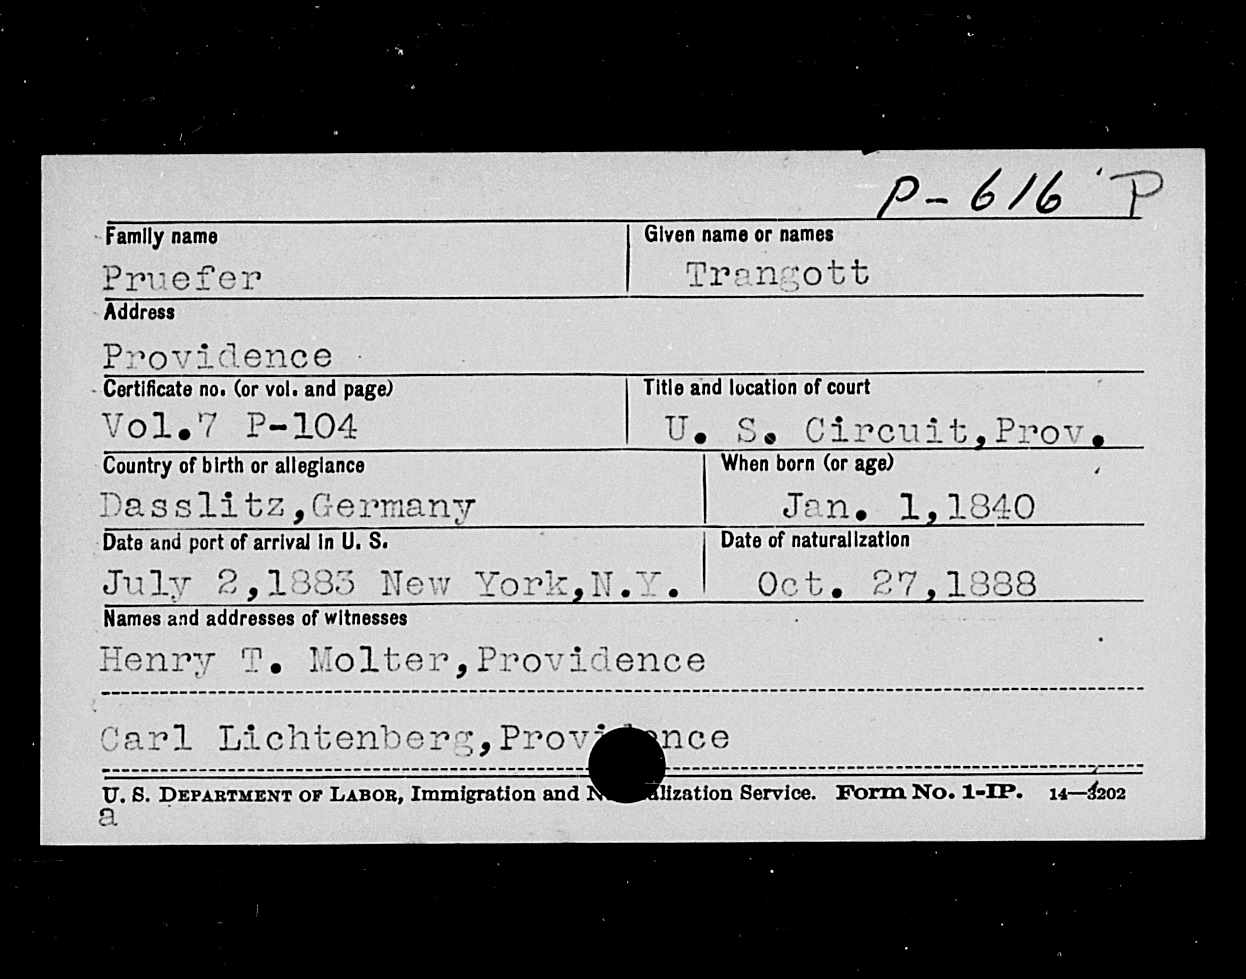 P-616 P
Family name Given name or names
Pruefer Trangott
Address
Providence
Certificate no. (or vol. and page) Title and location of court
Vol.7 P-104 U. S. Circuit,Prov.
Country of birth or allegiance When born (or age)
Dasslitz,Germany Jan. 1,1840
Date and port of arrival in U. S. Date of naturalization
July 2,1883 New York,N.Y. Oct. 27,1888
Names and addresses of witnesses
Henry T. Molter,Providence
Carl Lichtenberg,Providence
U. S. DEPARTMENT OF LABOR, Immigration and Naturalization Service. Form No. 1-IP. 14—3202
a